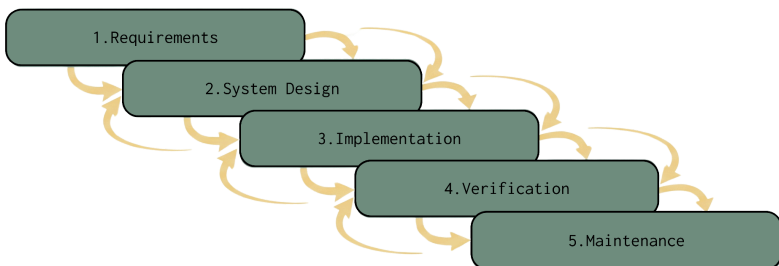 1.Requirements
2.System Design
3.Implementation
4.Verification
5.Maintenance